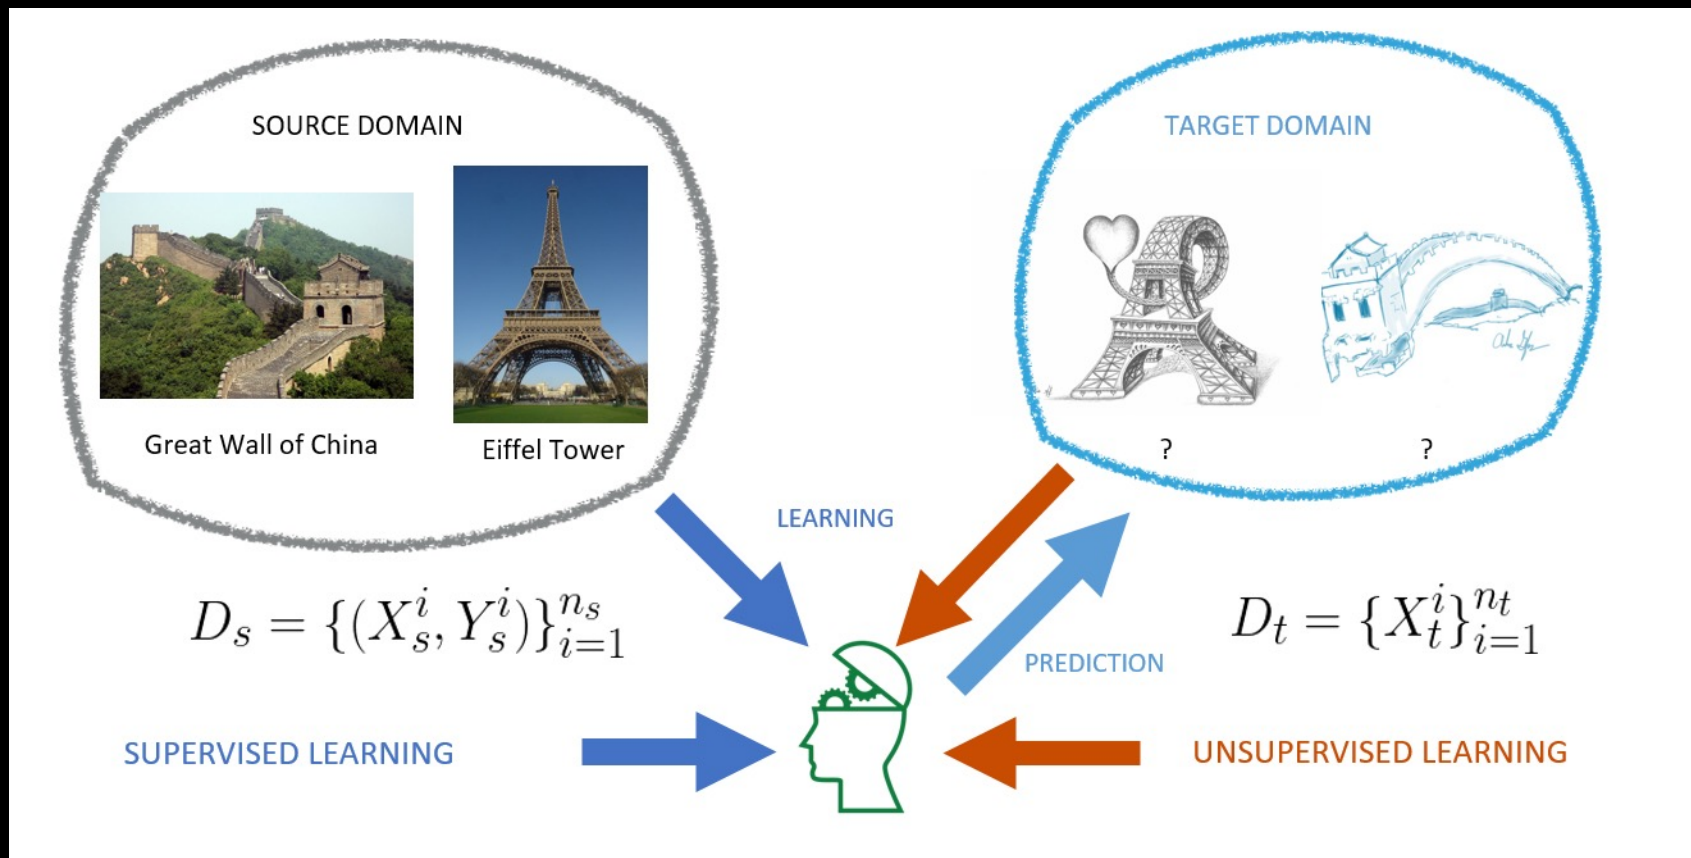 SOURCE DOMAIN
Great Wall of China
Eiffel Tower
TARGET DOMAIN
?
?
LEARNING
D_s = {(X_s^i, Y_s^i)}_{i=1}^{n_s}
D_t = {X_t^i}_{i=1}^{n_t}
PREDICTION
SUPERVISED LEARNING
UNSUPERVISED LEARNING